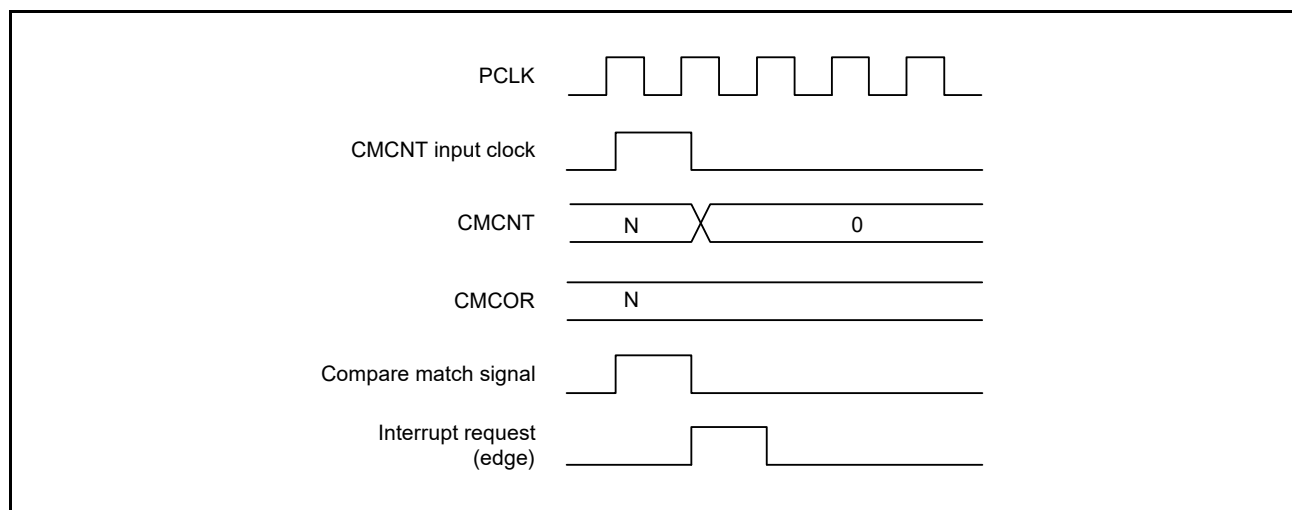 PCLK
CMCNT input clock
CMCNT
N
0
CMCOR
N
Compare match signal
Interrupt request
(edge)